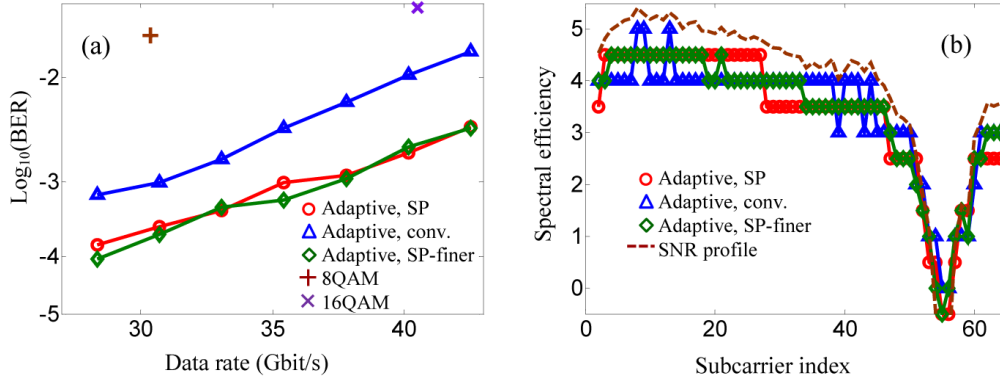 (a)
-2
-3
-4
-5
30
35
40
Log10(BER)
Data rate (Gbit/s)
Adaptive, SP
Adaptive, conv.
Adaptive, SP-finer
8QAM
16QAM
(b)
5
4
3
2
1
0
0
20
40
60
Spectral efficiency
Subcarrier index
Adaptive, SP
Adaptive, conv.
Adaptive, SP-finer
SNR profile